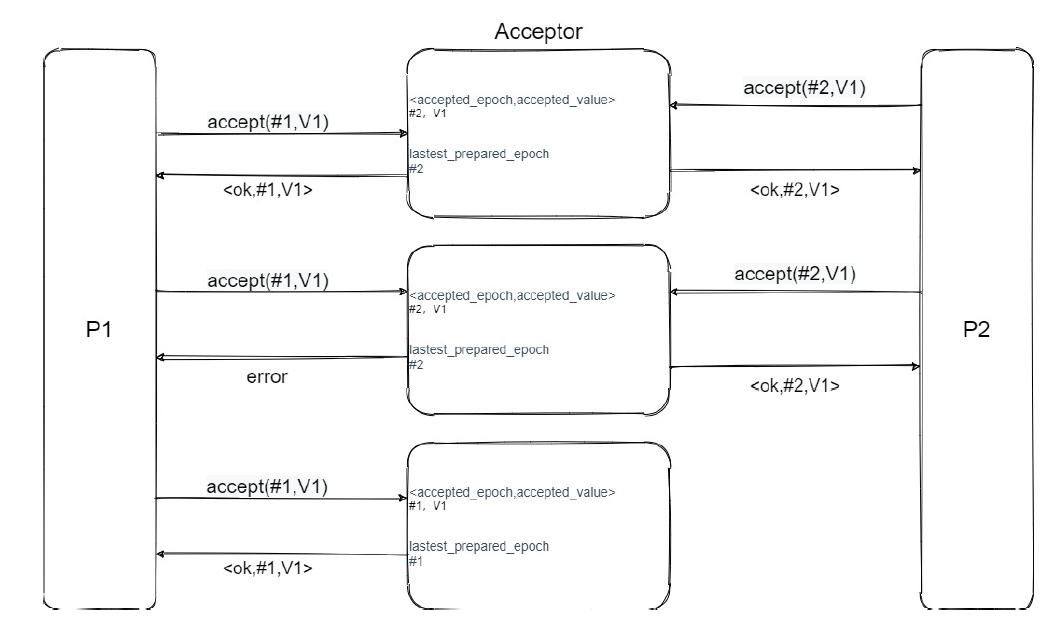 Acceptor
<accepted_epoch,accepted_value>
#2, V1
lastest_prepared_epoch
#2
accept(#1,V1)
<ok,#1,V1>
accept(#2,V1)
<ok,#2,V1>
P1
<accepted_epoch,accepted_value>
#2, V1
lastest_prepared_epoch
#2
accept(#1,V1)
error
accept(#2,V1)
<ok,#2,V1>
P2
accept(#1,V1)
<ok,#1,V1>
<accepted_epoch,accepted_value>
#1, V1
lastest_prepared_epoch
#1